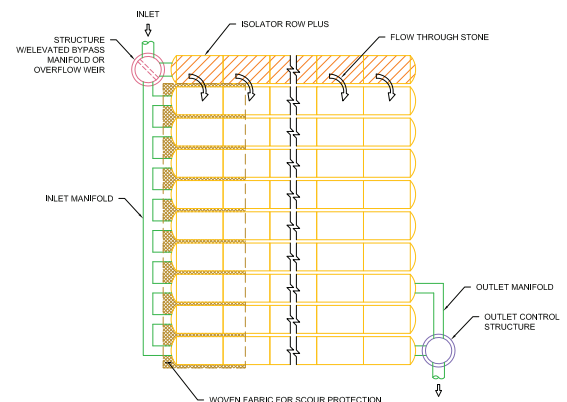 INLET
STRUCTURE
W/ELEVATED BYPASS
MANIFOLD OR
OVERFLOW WEIR
ISOLATOR ROW PLUS
FLOW THROUGH STONE
INLET MANIFOLD
OUTLET MANIFOLD
OUTLET CONTROL
STRUCTURE
WOVEN FABRIC FOR SCOUR PROTECTION